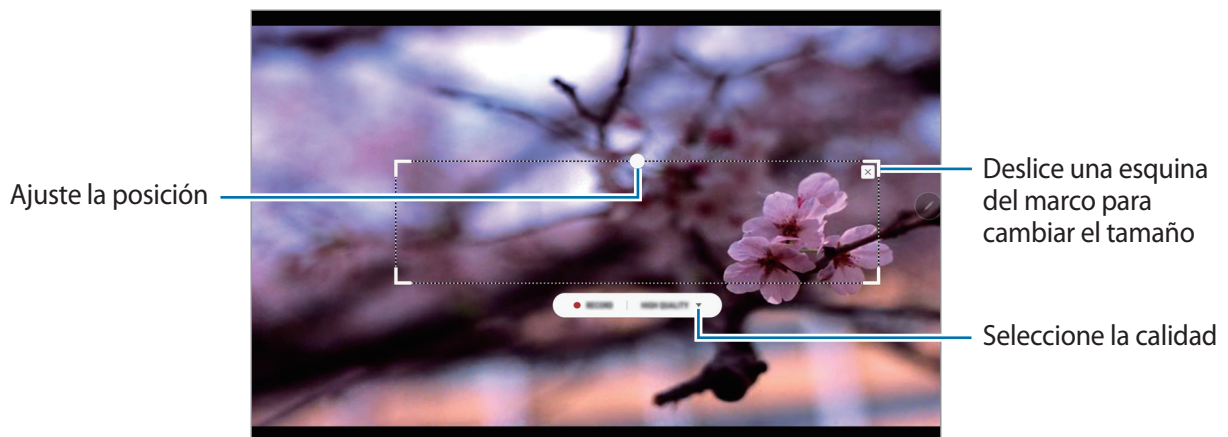 Ajuste la posición
Deslice una esquina
del marco para
cambiar el tamaño
RECORD HIGH QUALITY
Seleccione la calidad